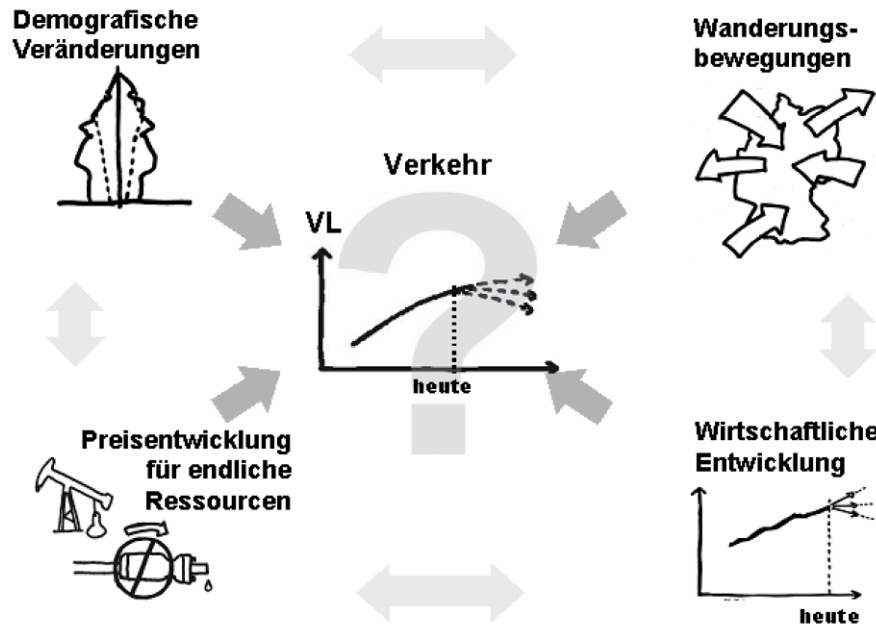 Demografische
Veränderungen
Wanderungs-
bewegungen
Verkehr
?
VL
heute
Preisentwicklung
für endliche
Ressourcen
Wirtschaftliche
Entwicklung
heute